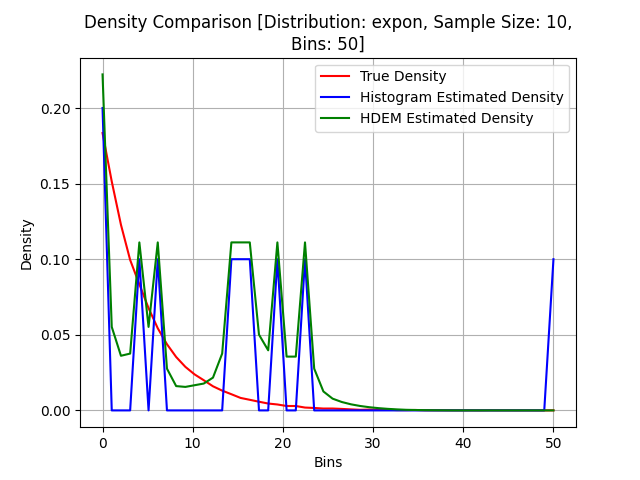 Density Comparison [Distribution: expon, Sample Size: 10,
Bins: 50]
True Density
Histogram Estimated Density
HDEM Estimated Density
Density
0.20
0.15
0.10
0.05
0.00
0 10 20 30 40 50
Bins